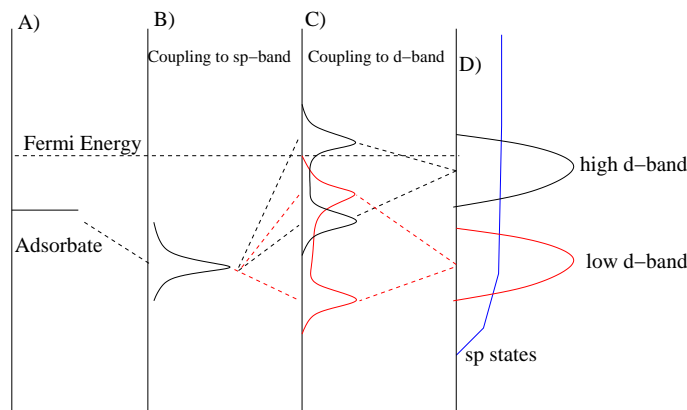 A)
B)
C)
D)
Coupling to sp−band
Coupling to d−band
Fermi Energy
high d−band
Adsorbate
low d−band
sp states